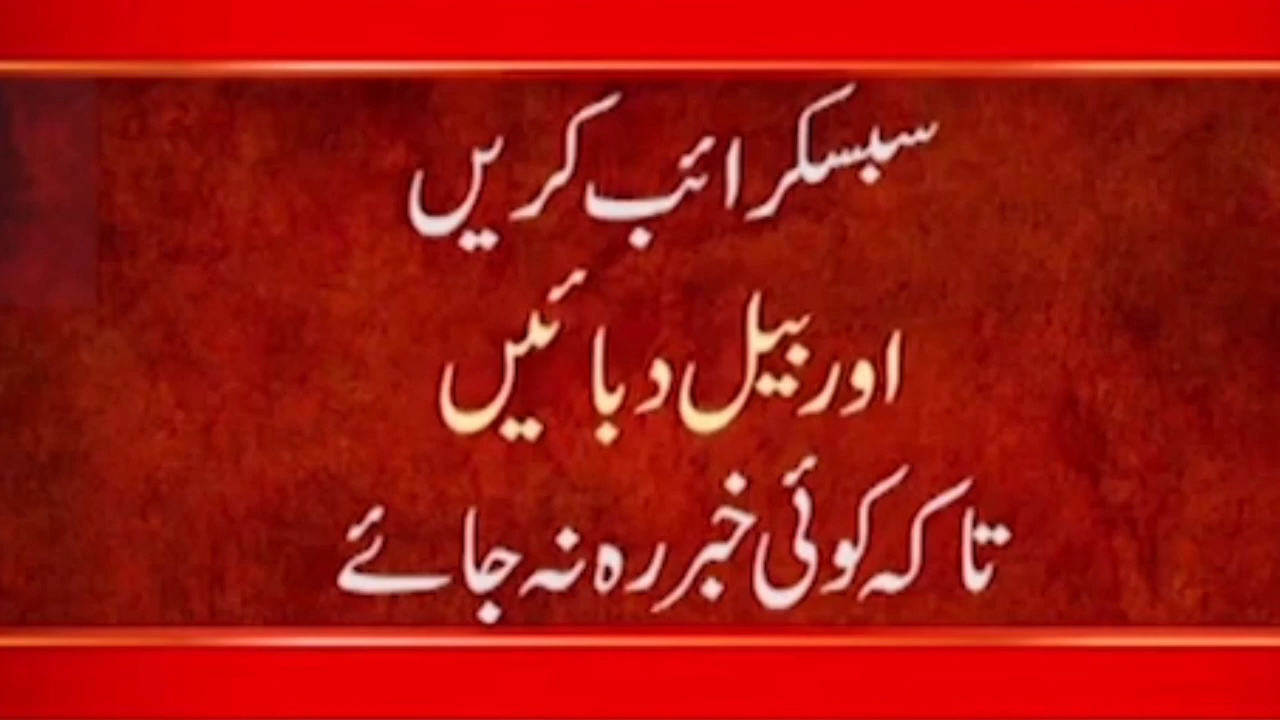 سبسکرائب کریں
اور بیل دبائیں
تاکہ کوئی خبر رہ نہ جائے